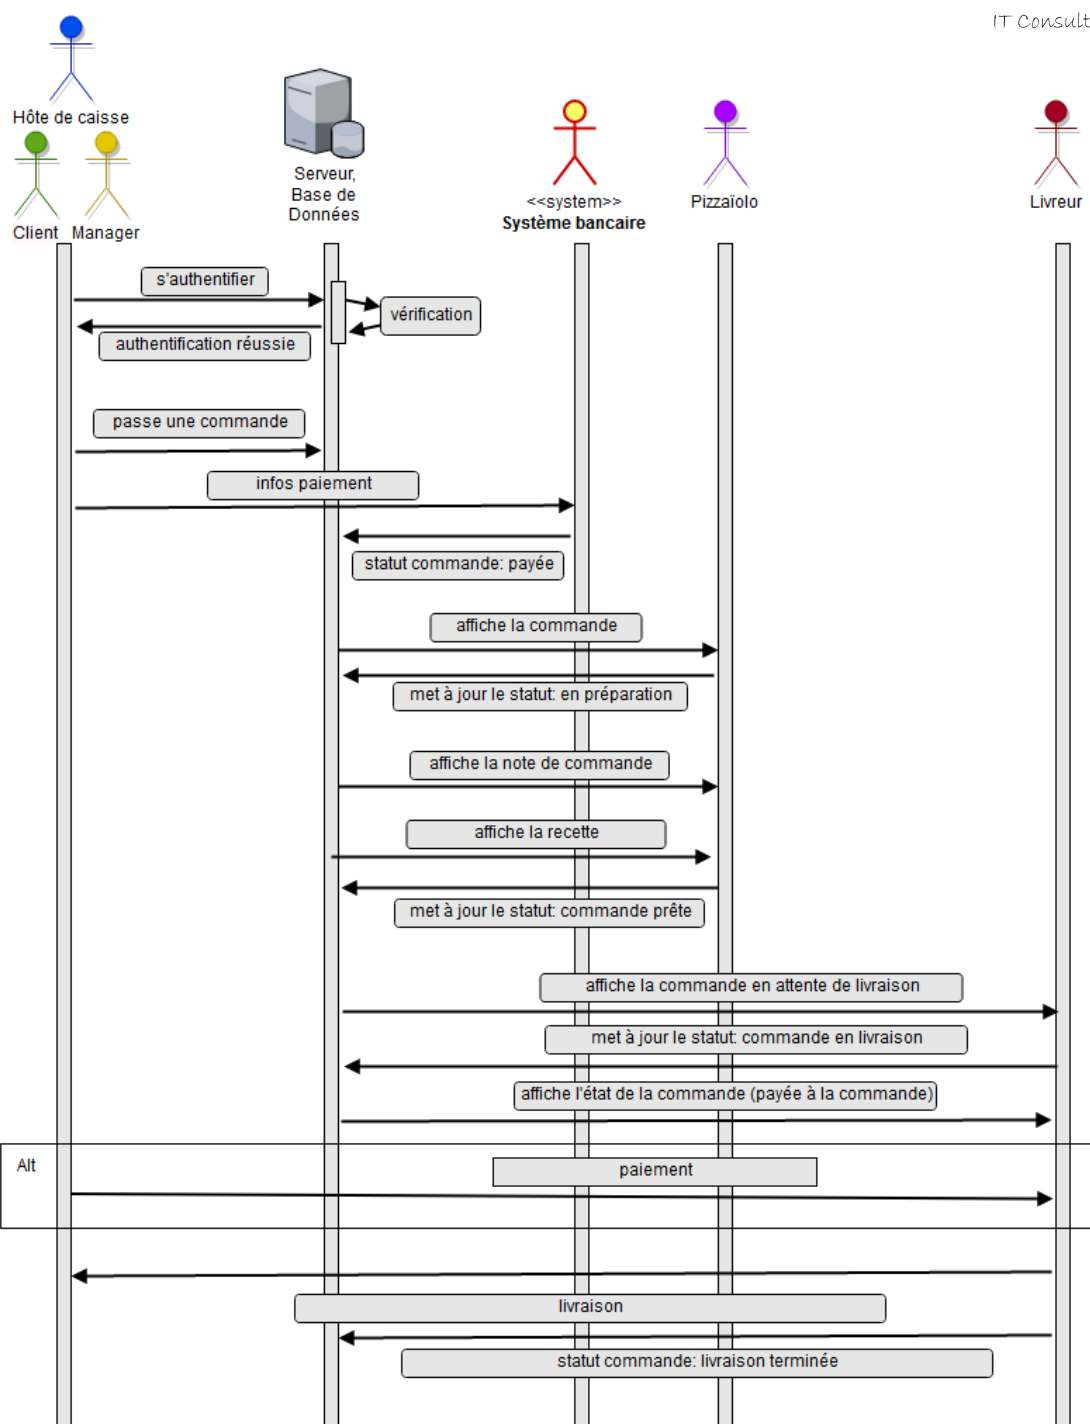 IT Consult
Hôte de caisse
Client Manager
Serveur,
Base de
Données
<<system>>
Système bancaire
Pizzaïolo
Livreur
s'authentifier
vérification
authentification réussie
passe une commande
infos paiement
statut commande: payée
affiche la commande
met à jour le statut: en préparation
affiche la note de commande
affiche la recette
met à jour le statut: commande prête
affiche la commande en attente de livraison
met à jour le statut: commande en livraison
affiche l'état de la commande (payée à la commande)
Alt
paiement
livraison
statut commande: livraison terminée